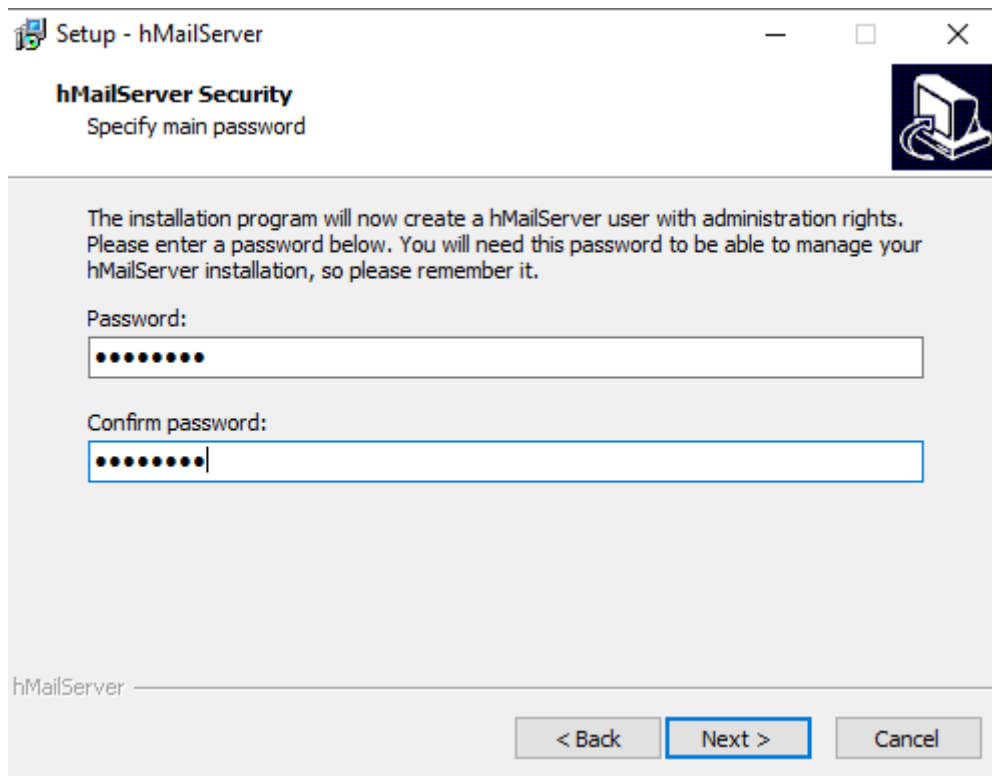 Setup - hMailServer
hMailServer Security
Specify main password
The installation program will now create a hMailServer user with administration rights.
Please enter a password below. You will need this password to be able to manage your
hMailServer installation, so please remember it.
Password:
••••••••
Confirm password:
••••••••
hMailServer
< Back Next > Cancel